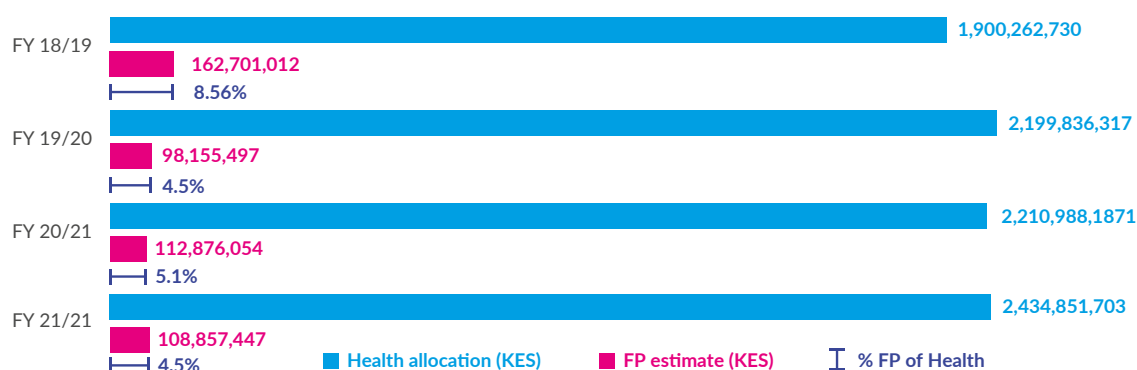 1,900,262,730
FY 18/19
162,701,012
8.56%
2,199,836,317
FY 19/20
98,155,497
4.5%
2,210,988,1871
FY 20/21
112,876,054
5.1%
2,434,851,703
FY 21/21
108,857,447
4.5%
Health allocation (KES) FP estimate (KES) % FP of Health